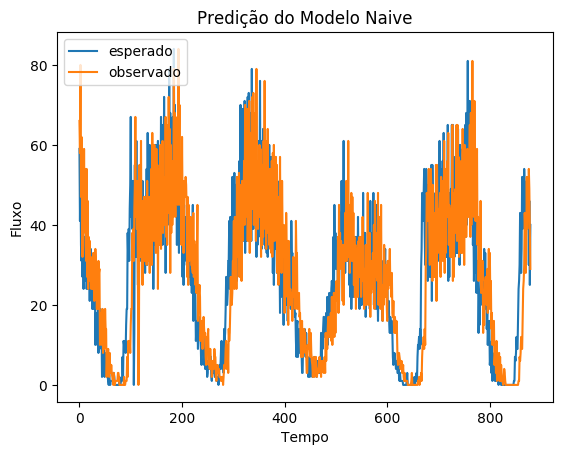 Predição do Modelo Naive
esperado
observado
Fluxo
80
60
40
20
0
0 200 400 600 800
Tempo